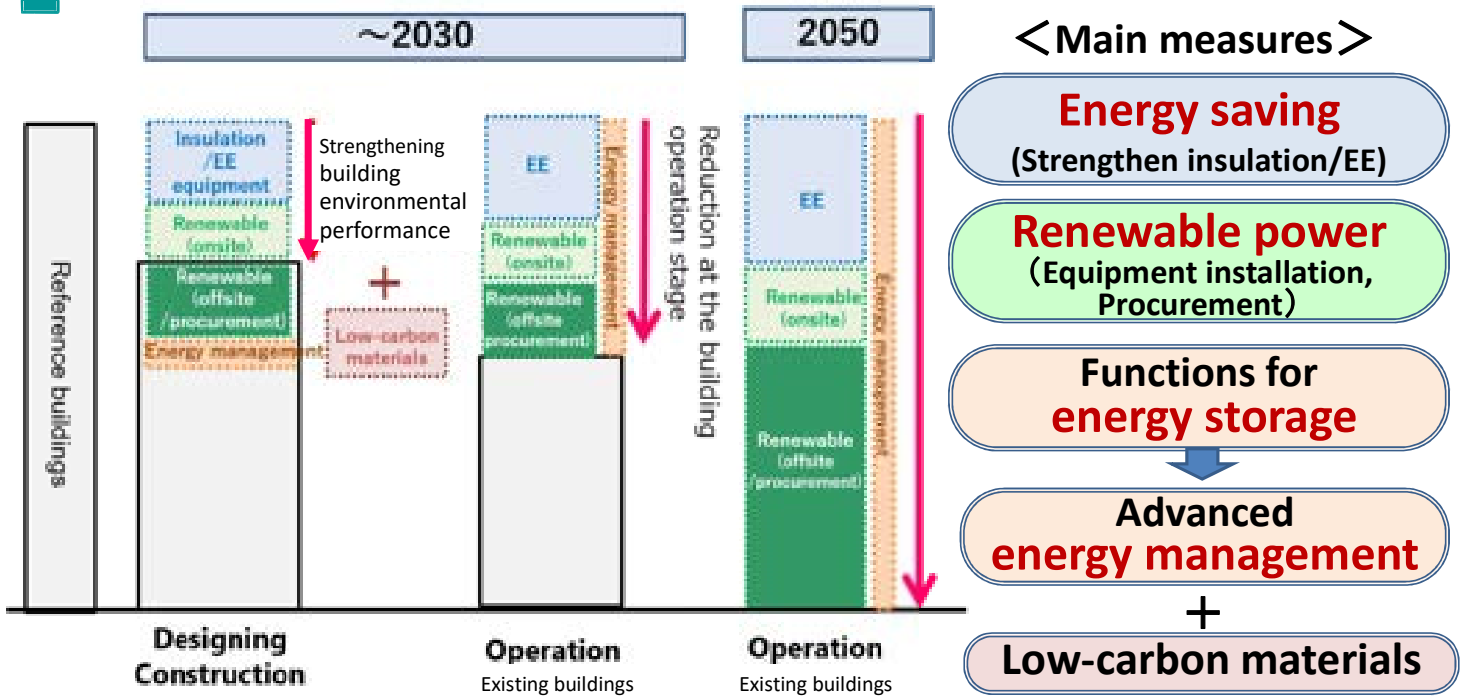 ~2030
2050
<Main measures>
Reference buildings
Insulation
/EE
equipment
Renewable
(onsite)
Renewable
(offsite
/procurement)
Energy management
Strengthening
building
environmental
performance
+
Low-carbon
materials
EE
Renewable
(onsite)
Renewable
(offsite
procurement)
Energy management
Reduction at the building
operation stage
EE
Renewable
(onsite)
Renewable
(offsite
/procurement)
Energy management
Designing
Construction
Operation
Existing buildings
Operation
Existing buildings
Energy saving
(Strengthen insulation/EE)
Renewable power
(Equipment installation,
Procurement)
Functions for
energy storage
Advanced
energy management
+
Low-carbon materials